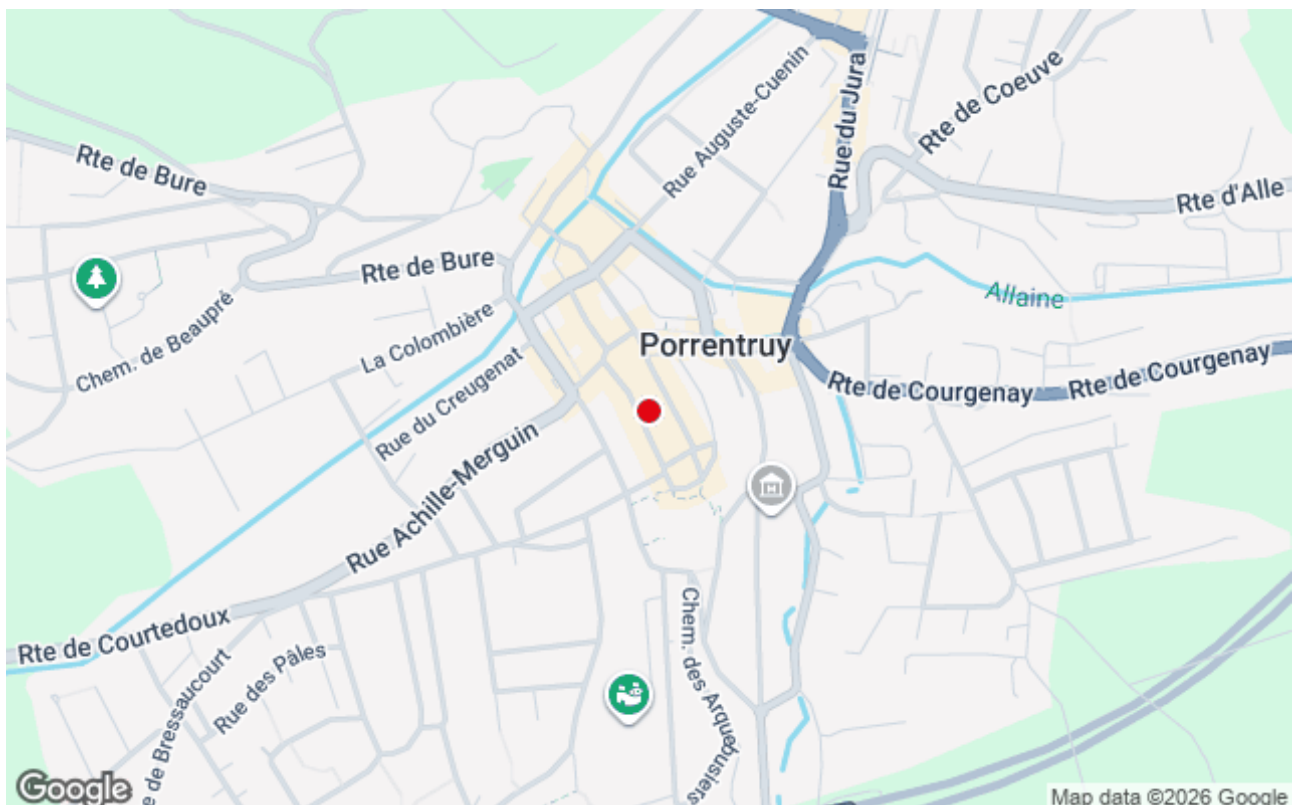 Rue Auguste-Cuenin
Rue du Jura
Rte de Coeuve
Rte de Bure
Rte d'Alle
Rte de Bure
Allaine
Chem. de Beaupré
La Colombière
Porrentruy
Rue du Creugenat
Rte de Courgenay
Rte de Courgenay
Rue Achille-Merguin
Rte de Courtedoux
Rue des Pâles
Chem. des Arquebusiers
e de Bressaucourt
Google
Map data ©2026 Google